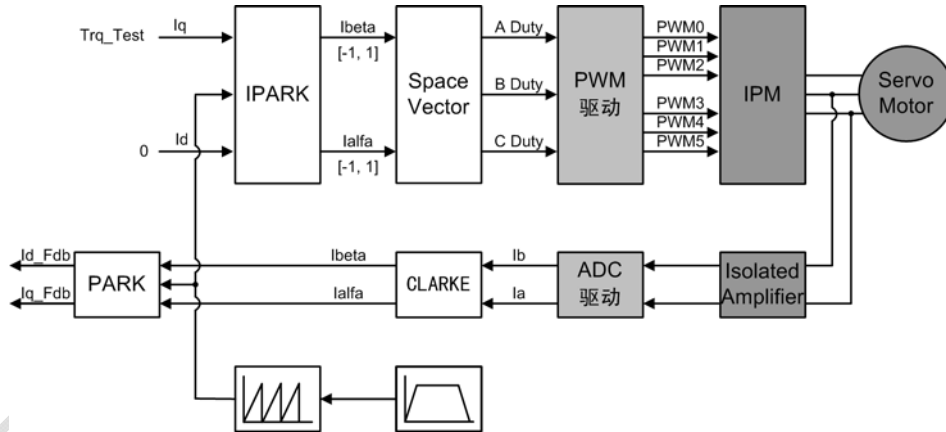 Trq_Test
Iq
0
Id
IPARK
Ibeta
[-1, 1]
Ialfa
[-1, 1]
Space
Vector
A Duty
B Duty
C Duty
PWM
驱动
PWM0
PWM1
PWM2
PWM3
PWM4
PWM5
IPM
Servo
Motor
Id_Fdb
Iq_Fdb
PARK
Ibeta
Ialfa
CLARKE
Ib
Ia
ADC
驱动
Isolated
Amplifier